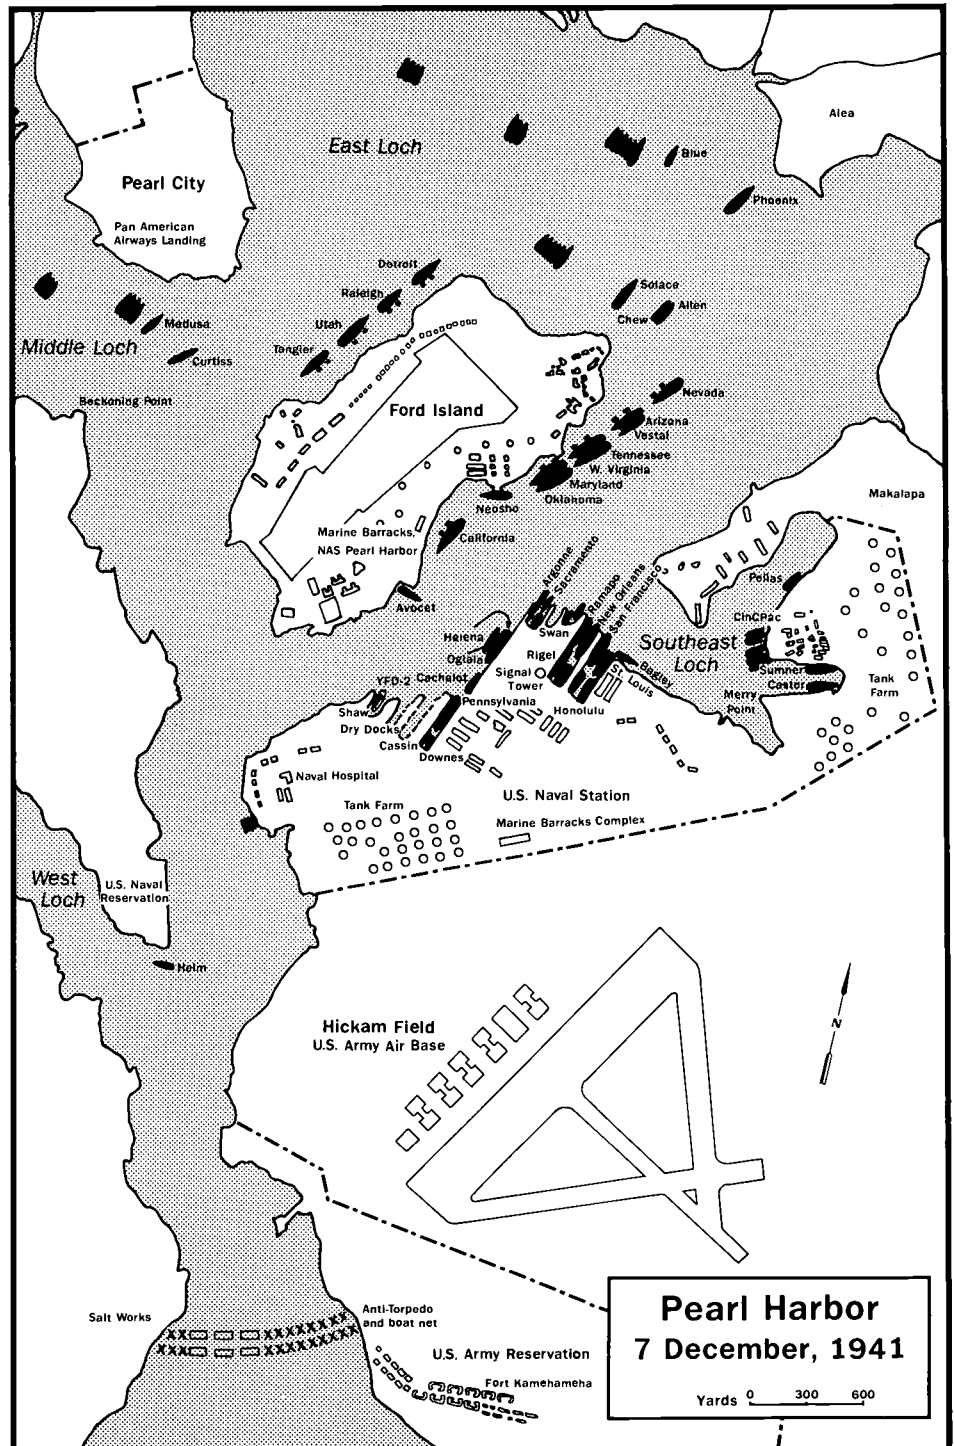 East Loch
Aiea
Blue
Pearl City
Phoenix
Pan American
Airways Landing
Detroit
Solace
Raleigh
Allen
Chew
Medusa
Utah
Middle Loch
Curtiss
Tangier
Nevada
Beckoning Point
Ford Island
Arizona
Vestal
Tennessee
W. Virginia
Maryland
Oklahoma
Neosho
Makalapa
Marine Barracks,
NAS Pearl Harbor
California
Argonne
Sacramento
Ramapo
New Orleans
San Francisco
Pelias
Avocet
CinCPac
Swan
Helena
Oglala
Rigel
Southeast
Loch
Signal
Tower
Bagley
St. Louis
Sumner
Castor
Tank
Farm
YFD-2
Cachalot
Pennsylvania
Honolulu
Merry
Point
Shaw
Dry Docks
Cassin
Downes
Naval Hospital
U.S. Naval Station
Tank Farm
Marine Barracks Complex
West
Loch
U.S. Naval
Reservation
Helm
Hickam Field
U.S. Army Air Base
N
Salt Works
Anti-Torpedo
and boat net
U.S. Army Reservation
Fort Kamehameha
Pearl Harbor
7 December, 1941
Yards 0 300 600